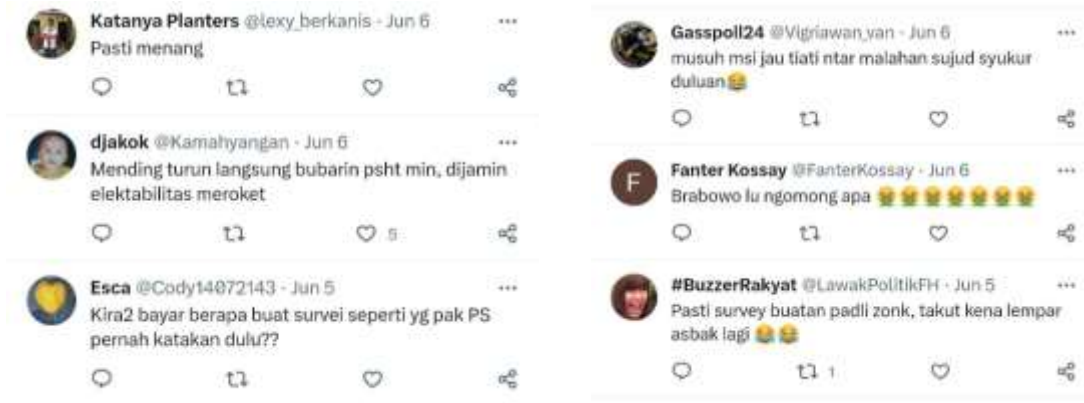 Katanya Planters @lexy_berkanis · Jun 6
Pasti menang
djakok @Kamahyangan · Jun 6
Mending turun langsung bubarin psht min, dijamin
elektabilitas meroket
5
Esca @Cody14072143 · Jun 5
Kira2 bayar berapa buat survei seperti yg pak PS
pernah katakan dulu??
Gasspoll24 @Vigriawan_van · Jun 6
musuh msi jau tiati ntar malahan sujud syukur
duluan😂
F
Fanter Kossay @FanterKossay · Jun 6
Brabowo lu ngomong apa 😭😭😭😭😭😭😭
#BuzzerRakyat @LawakPolitikFH · Jun 5
Pasti survey buatan padli zonk, takut kena lempar
asbak lagi 😂😂
1